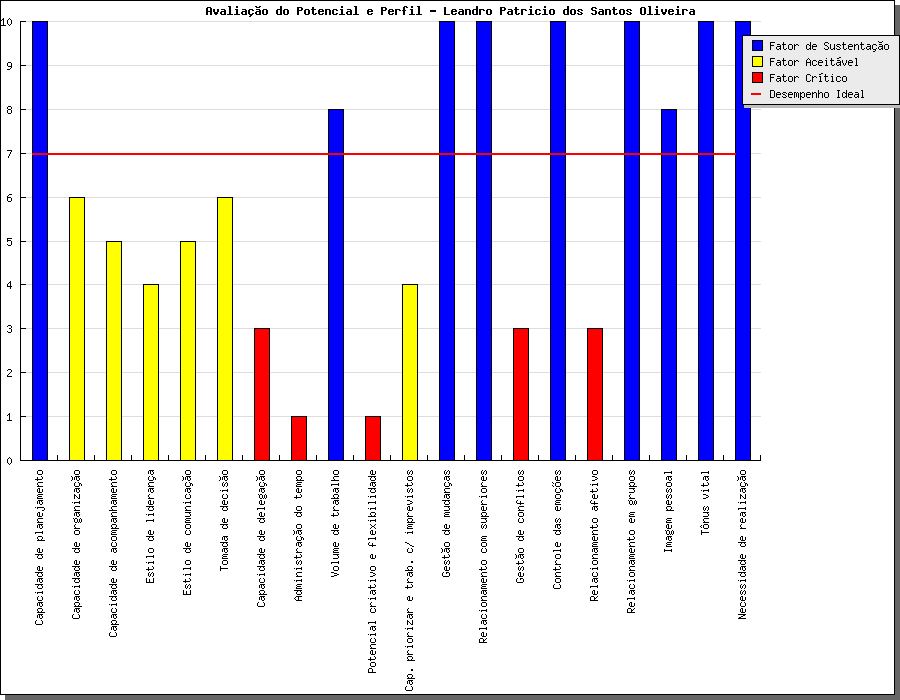 Avaliação do Potencial e Perfil - Leandro Patricio dos Santos Oliveira
10
9
8
7
6
5
4
3
2
1
0
Fator de Sustentação
Fator Aceitável
Fator Crítico
Desempenho Ideal
Capacidade de planejamento
Capacidade de organização
Capacidade de acompanhamento
Estilo de liderança
Estilo de comunicação
Tomada de decisão
Capacidade de delegação
Administração do tempo
Volume de trabalho
Potencial criativo e flexibilidade
Cap. priorizar e trab. c/ imprevistos
Gestão de mudanças
Relacionamento com superiores
Gestão de conflitos
Controle das emoções
Relacionamento afetivo
Relacionamento em grupos
Imagem pessoal
Tônus vital
Necessidade de realização